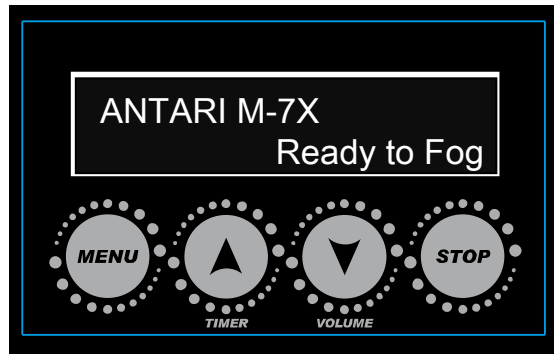 ANTARI M-7X
Ready to Fog
MENU
STOP
TIMER
VOLUME